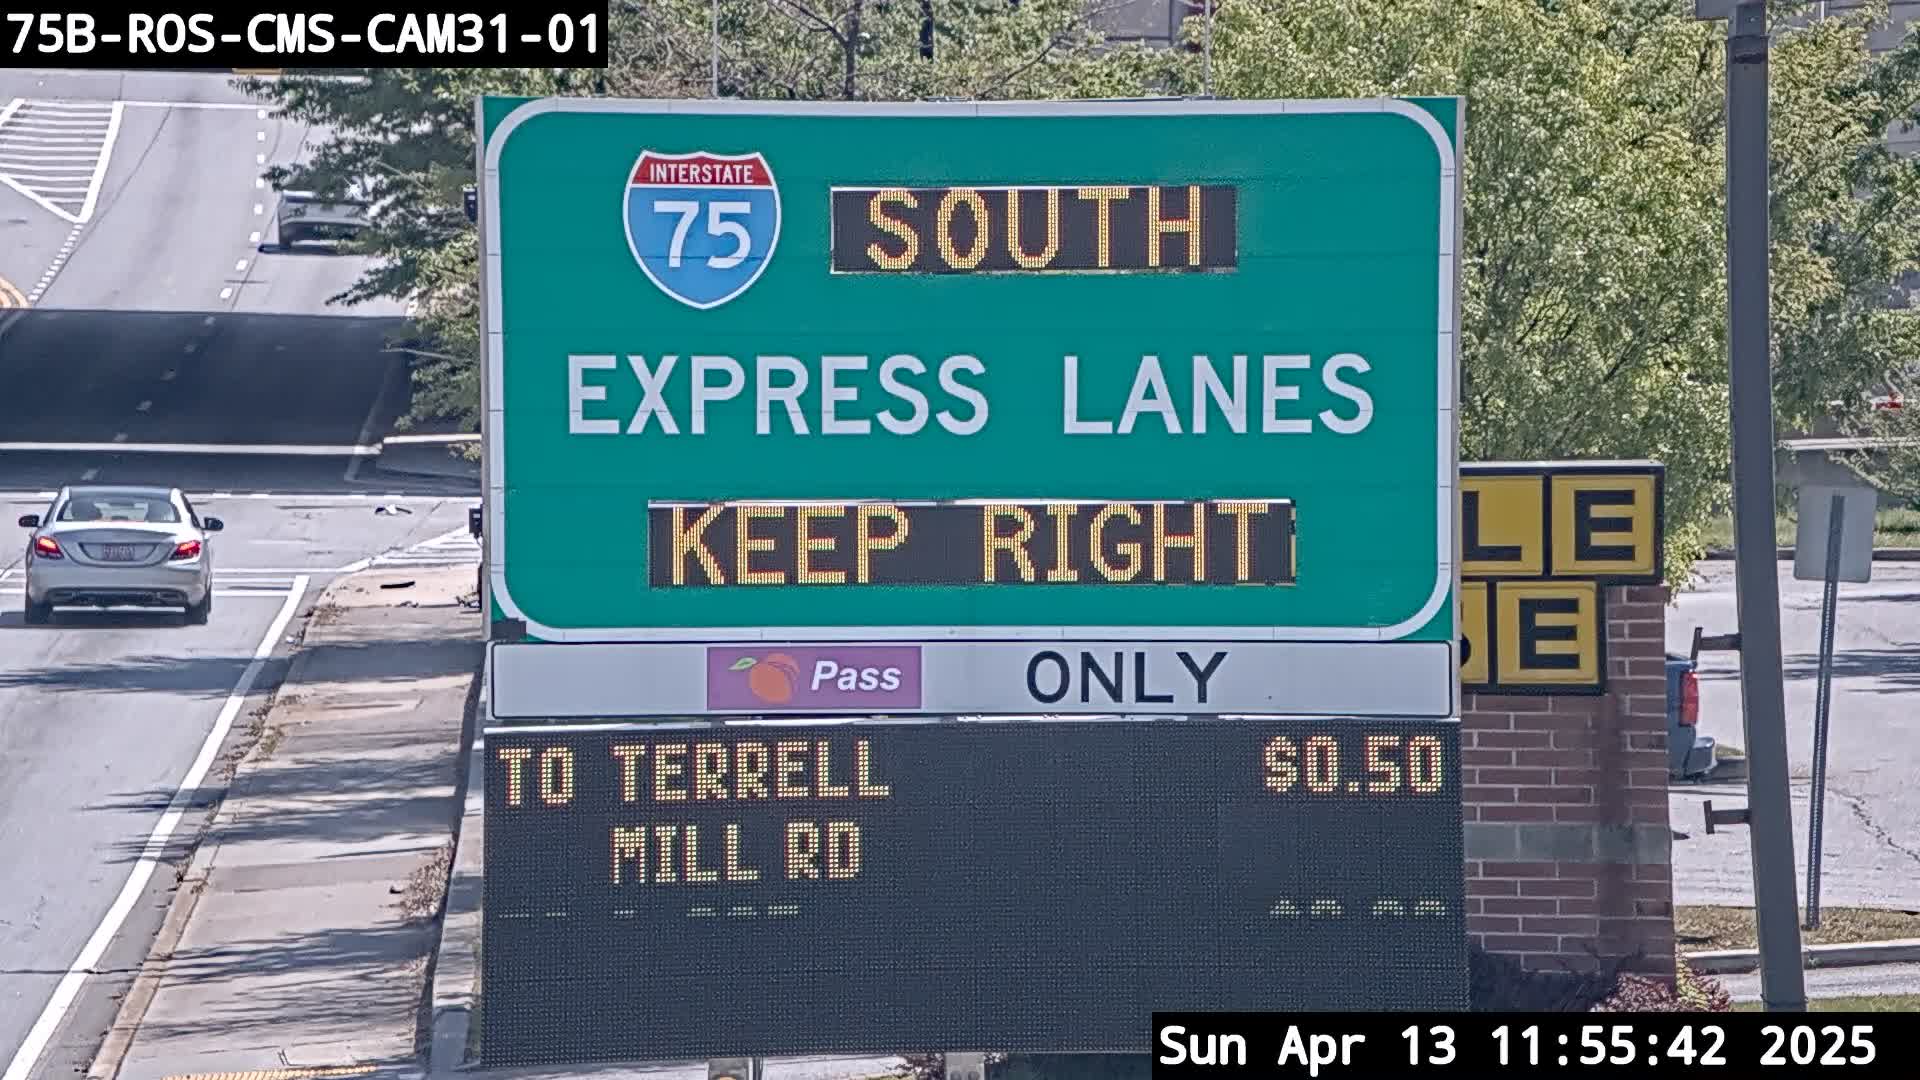 75B-ROS-CMS-CAM31-01
INTERSTATE
75
SOUTH
EXPRESS LANES
KEEP RIGHT
Pass ONLY
TO TERRELL $0.50
MILL RD
LE
E
Sun Apr 13 11:55:42 2025